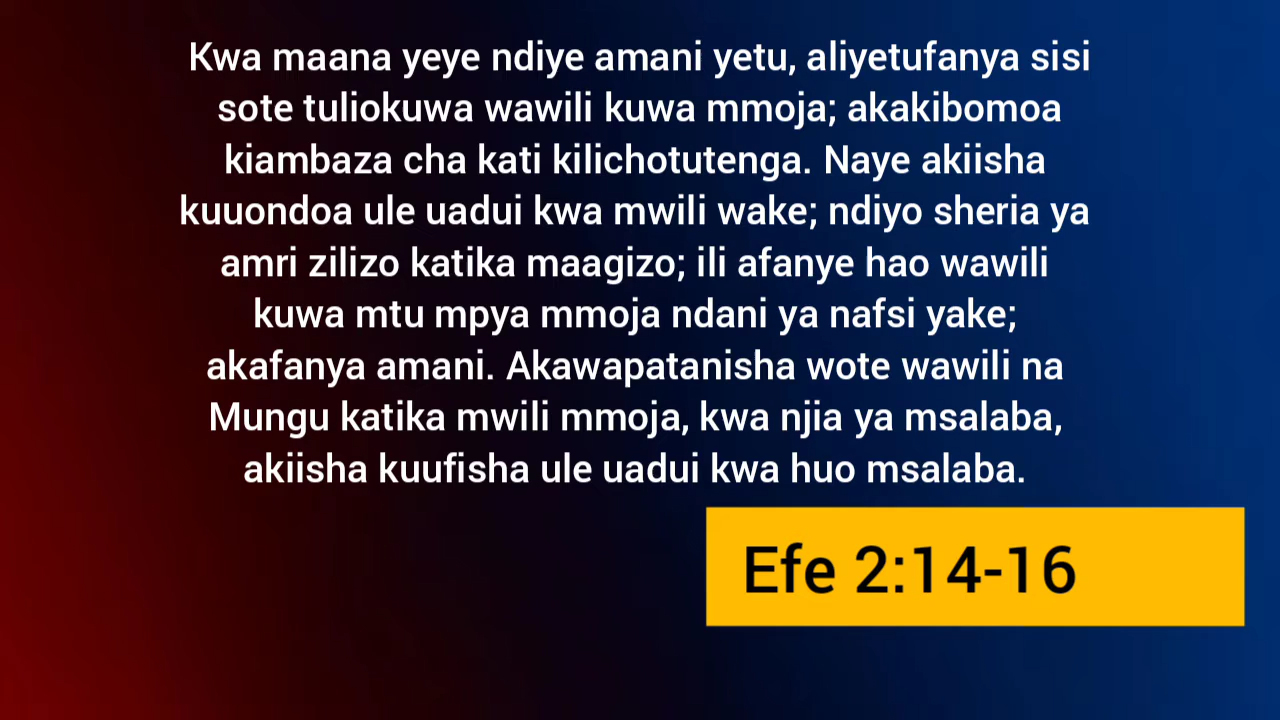 Kwa maana yeye ndiye amani yetu, aliyetufanya sisi
sote tuliokuwa wawili kuwa mmoja; akakibomoa
kiambaza cha kati kilichotutenga. Naye akiisha
kuuondoa ule uadui kwa mwili wake; ndiyo sheria ya
amri zilizo katika maagizo; ili afanye hao wawili
kuwa mtu mpya mmoja ndani ya nafsi yake;
akafanya amani. Akawapatanisha wote wawili na
Mungu katika mwili mmoja, kwa njia ya msalaba,
akiisha kuufisha ule uadui kwa huo msalaba.
Efe 2:14-16